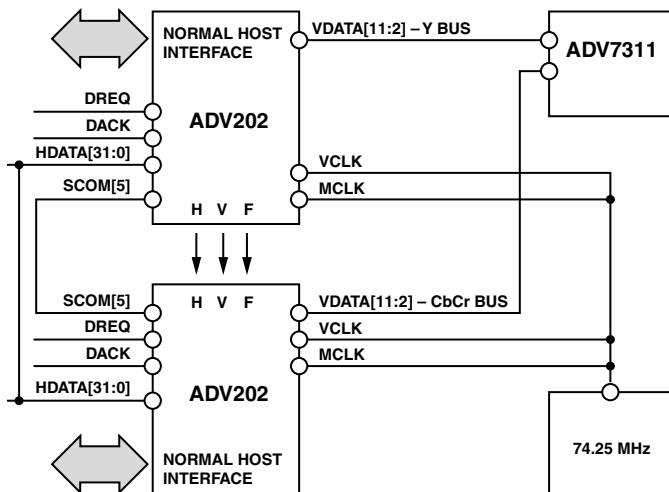 NORMAL HOST
INTERFACE
VDATA[11:2] – Y BUS
ADV7311
DREQ
ADV202
DACK
HDATA[31:0]
VCLK
SCOM[5]
MCLK
H V F
SCOM[5]
H V F
VDATA[11:2] – CbCr BUS
DREQ
VCLK
DACK
MCLK
HDATA[31:0]
ADV202
74.25 MHz
NORMAL HOST
INTERFACE